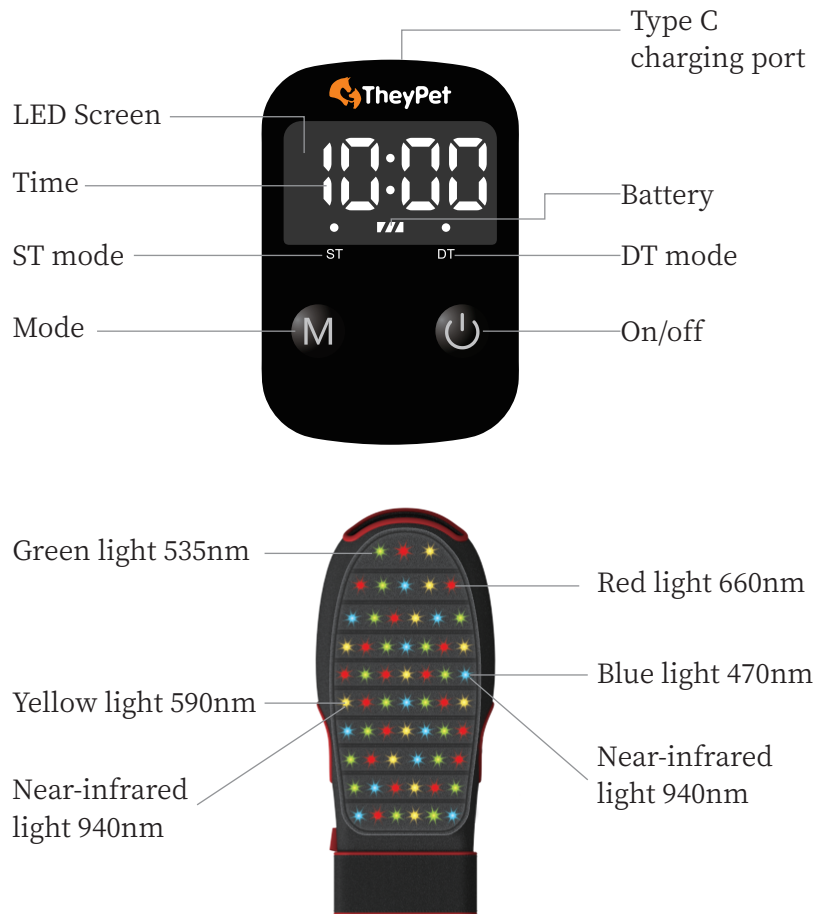 Type C
charging port
TheyPet
LED Screen
10:00
Time
Battery
ST
DT
ST mode
DT mode
Mode
M
On/off
Green light 535nm
Red light 660nm
Blue light 470nm
Yellow light 590nm
Near-infrared
light 940nm
Near-infrared
light 940nm